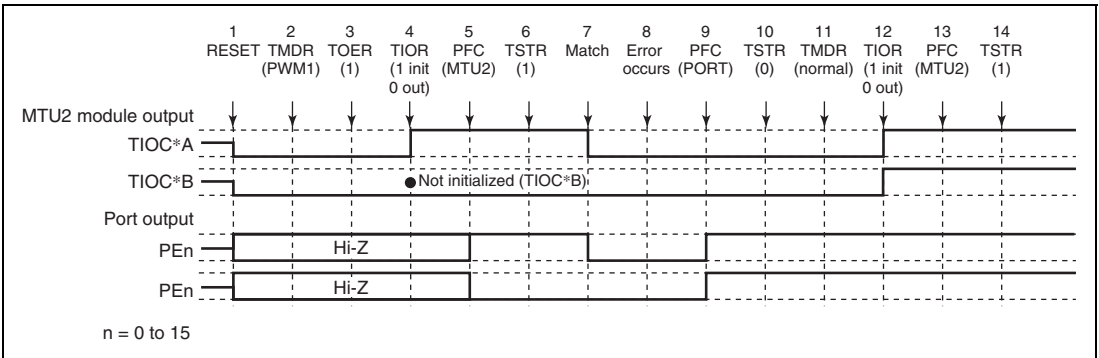 1 2 3 4 5 6 7 8 9 10 11 12 13 14
RESET TMDR TOER TIOR PFC TSTR Match Error PFC TSTR TMDR TIOR PFC TSTR
(PWM1) (1) (1 init (MTU2) (1) occurs (PORT) (0) (normal) (1 init (MTU2) (1)
0 out) 0 out)
MTU2 module output
TIOC*A
TIOC*B
Not initialized (TIOC*B)
Port output
PEn
Hi-Z
PEn
Hi-Z
n = 0 to 15